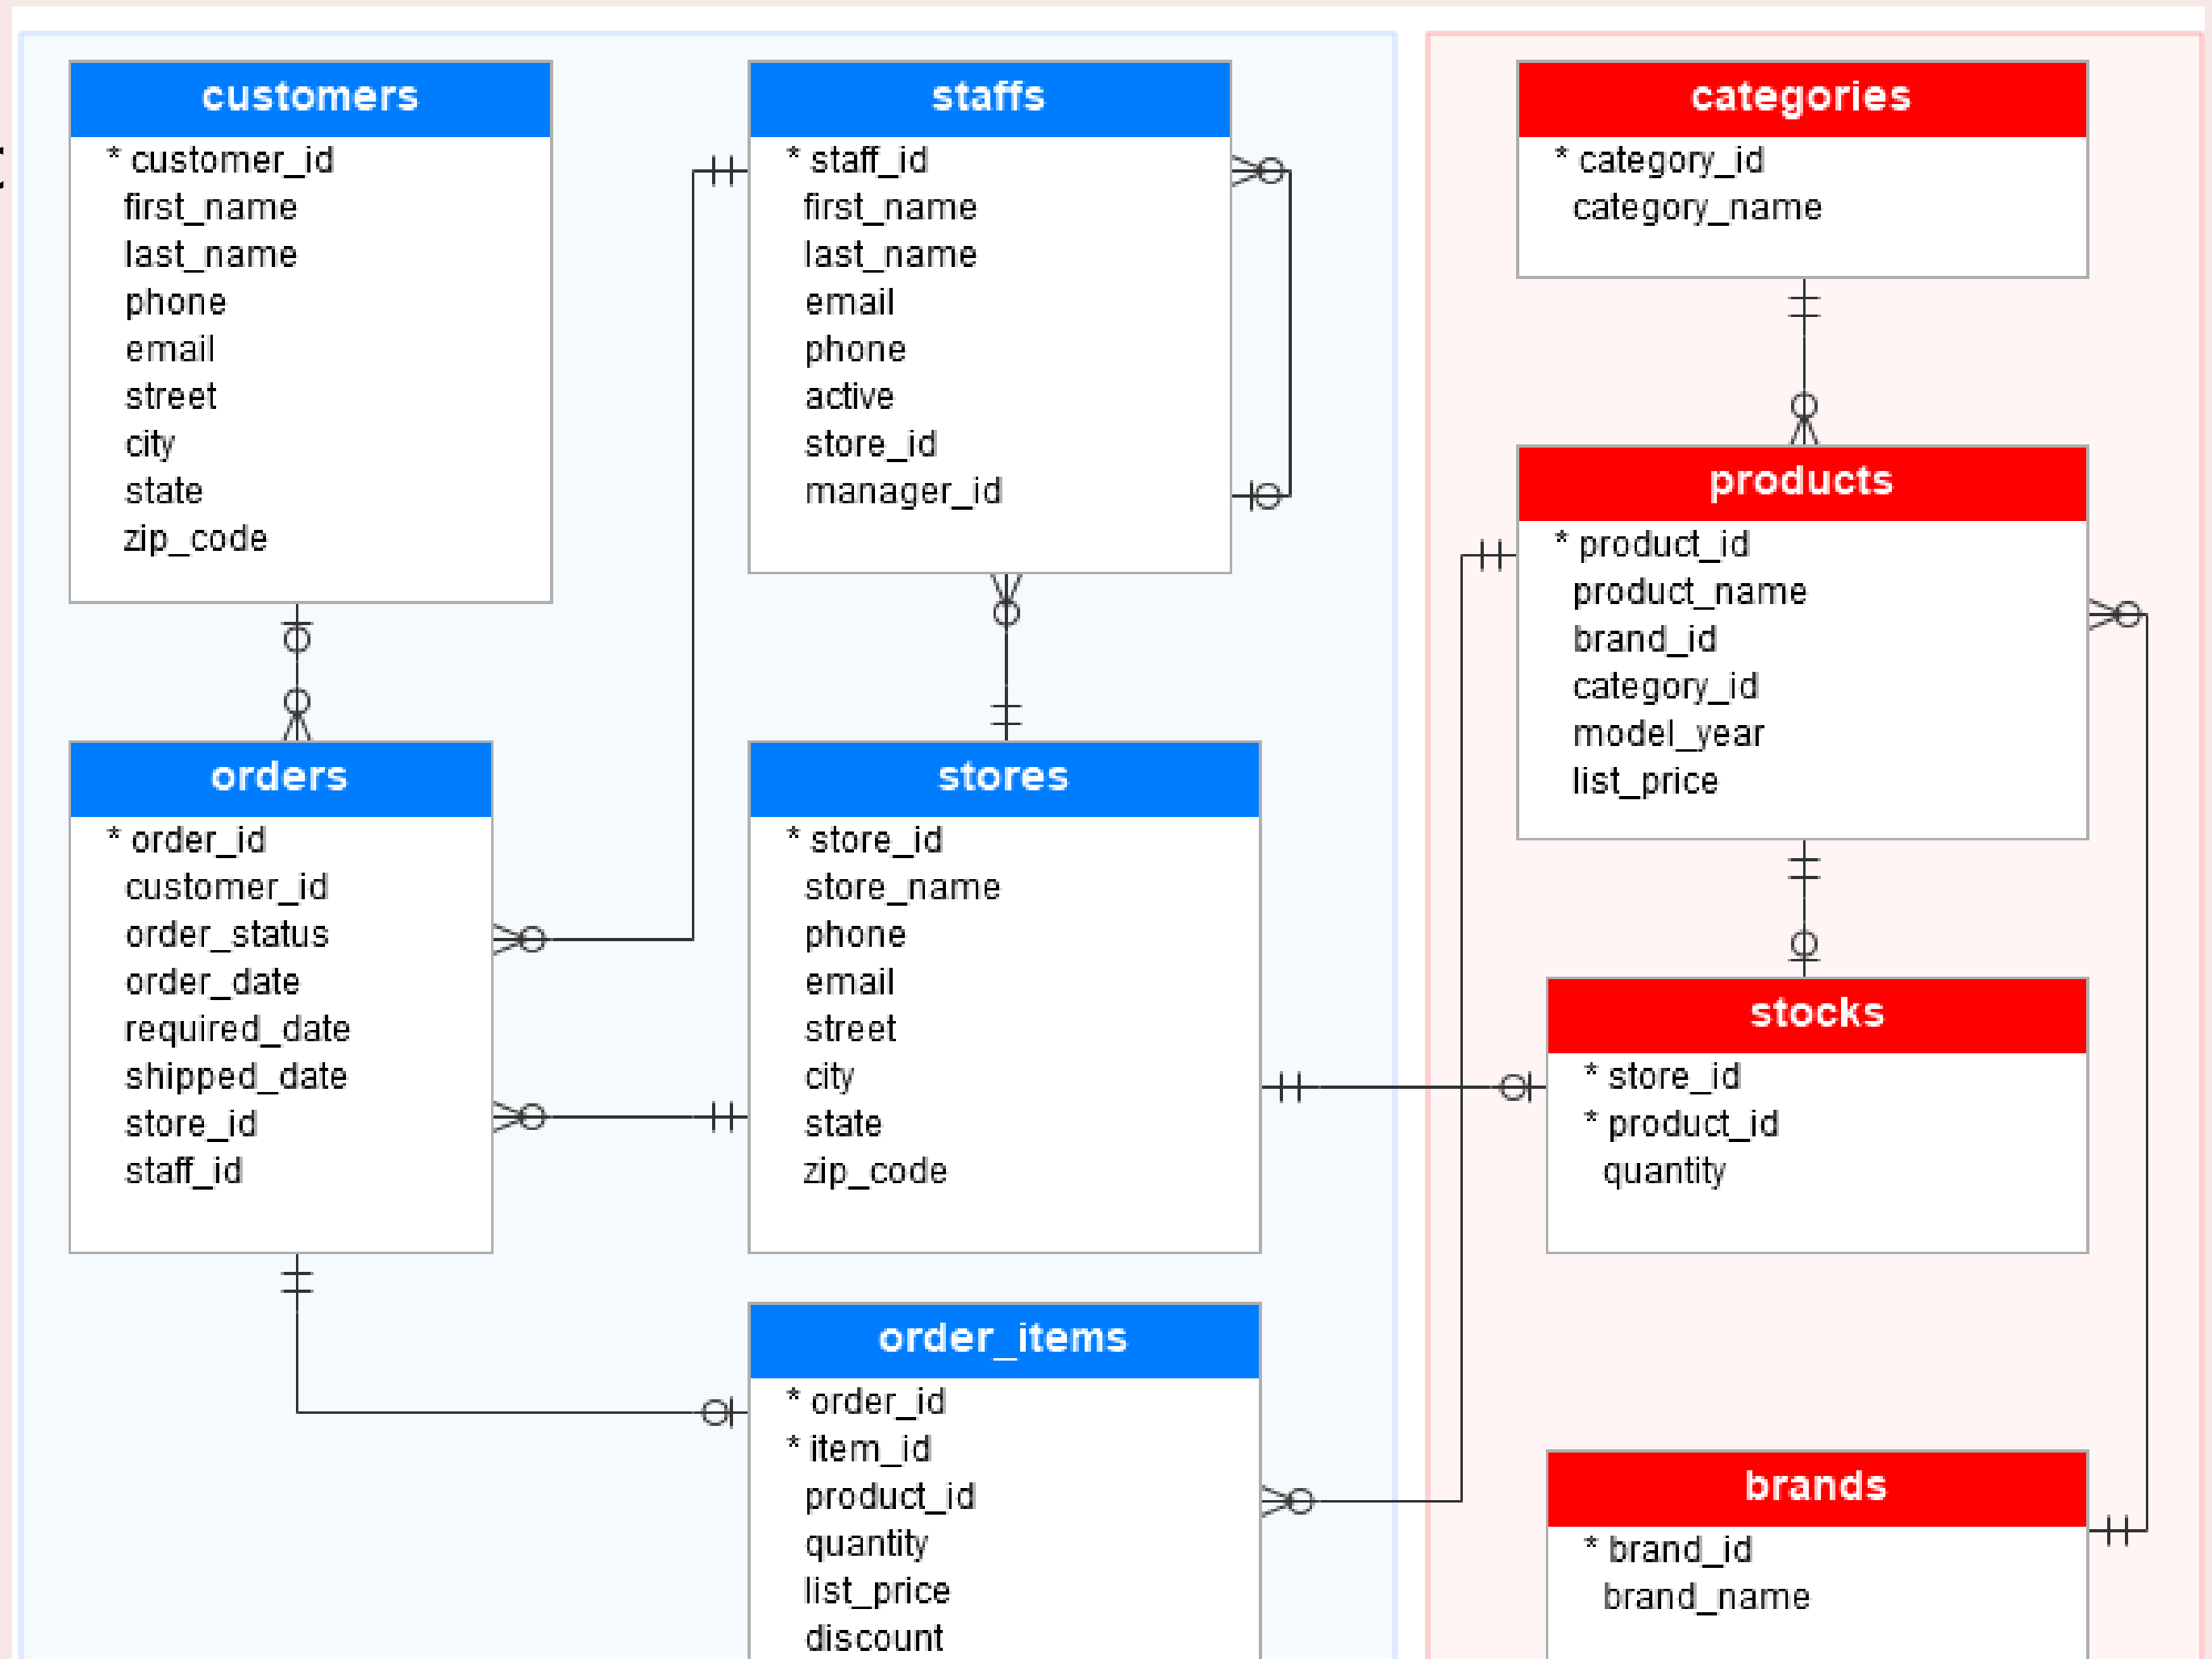 customers
* customer_id
first_name
last_name
phone
email
street
city
state
zip_code
staffs
* staff_id
first_name
last_name
email
phone
active
store_id
manager_id
categories
* category_id
category_name
products
* product_id
product_name
brand_id
category_id
model_year
list_price
orders
* order_id
customer_id
order_status
order_date
required_date
shipped_date
store_id
staff_id
stores
* store_id
store_name
phone
email
street
city
state
zip_code
stocks
* store_id
* product_id
quantity
order_items
* order_id
* item_id
product_id
quantity
list_price
discount
brands
* brand_id
brand_name